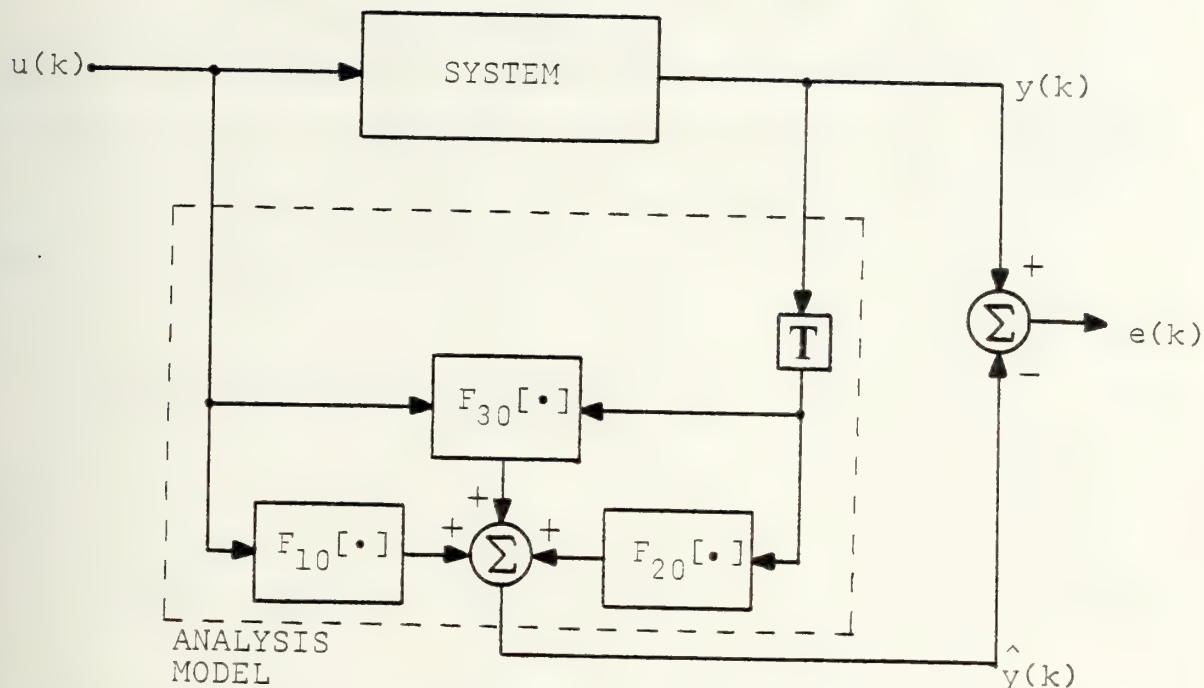 u(k)
SYSTEM
y(k)
+
Σ
e(k)
−
T
F30[•]
+
+
+
F10[•]
Σ
F20[•]
ANALYSIS
MODEL
ŷ(k)